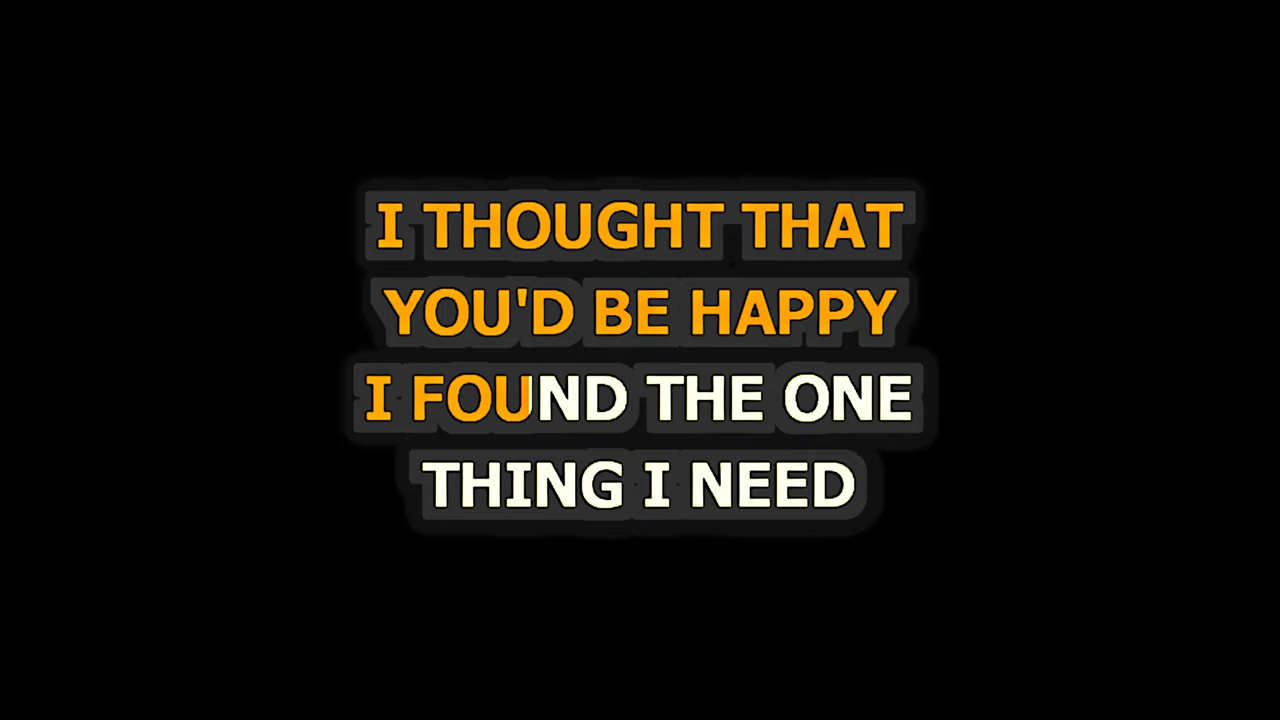 I THOUGHT THAT
YOU'D BE HAPPY
I FOUND THE ONE
THING I NEED